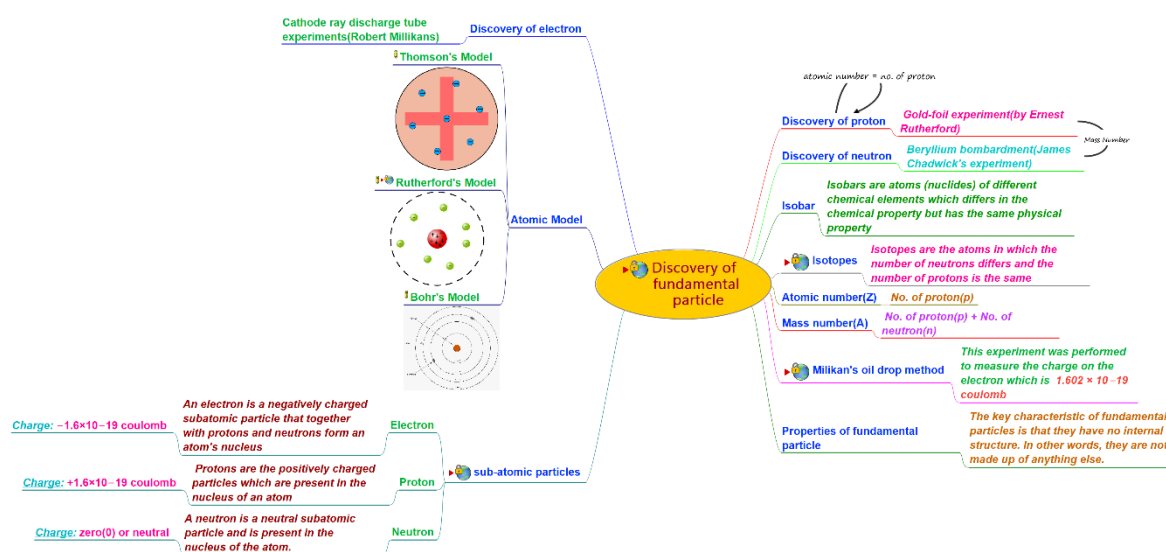 Discovery of
fundamental
particle
Discovery of electron
Cathode ray discharge tube
experiments(Robert Millikans)
Atomic Model
Thomson's Model
Rutherford's Model
Bohr's Model
sub-atomic particles
Electron
An electron is a negatively charged
subatomic particle that together
with protons and neutrons form an
atom's nucleus
Charge: −1.6×10−19 coulomb
Proton
Protons are the positively charged
particles which are present in the
nucleus of an atom
Charge: +1.6×10−19 coulomb
Neutron
A neutron is a neutral subatomic
particle and is present in the
nucleus of the atom.
Charge: zero(0) or neutral
atomic number = no. of proton
Discovery of proton
Gold-foil experiment(by Ernest
Rutherford)
Mass Number
Discovery of neutron
Beryllium bombardment(James
Chadwick's experiment)
Isobar
Isobars are atoms (nuclides) of different
chemical elements which differs in the
chemical property but has the same physical
property
Isotopes
Isotopes are the atoms in which the
number of neutrons differs and the
number of protons is the same
Atomic number(Z)
No. of proton(p)
Mass number(A)
No. of proton(p) + No. of
neutron(n)
Milikan's oil drop method
This experiment was performed
to measure the charge on the
electron which is 1.602 × 10−19
coulomb
Properties of fundamental
particle
The key characteristic of fundamental
particles is that they have no internal
structure. In other words, they are not
made up of anything else.